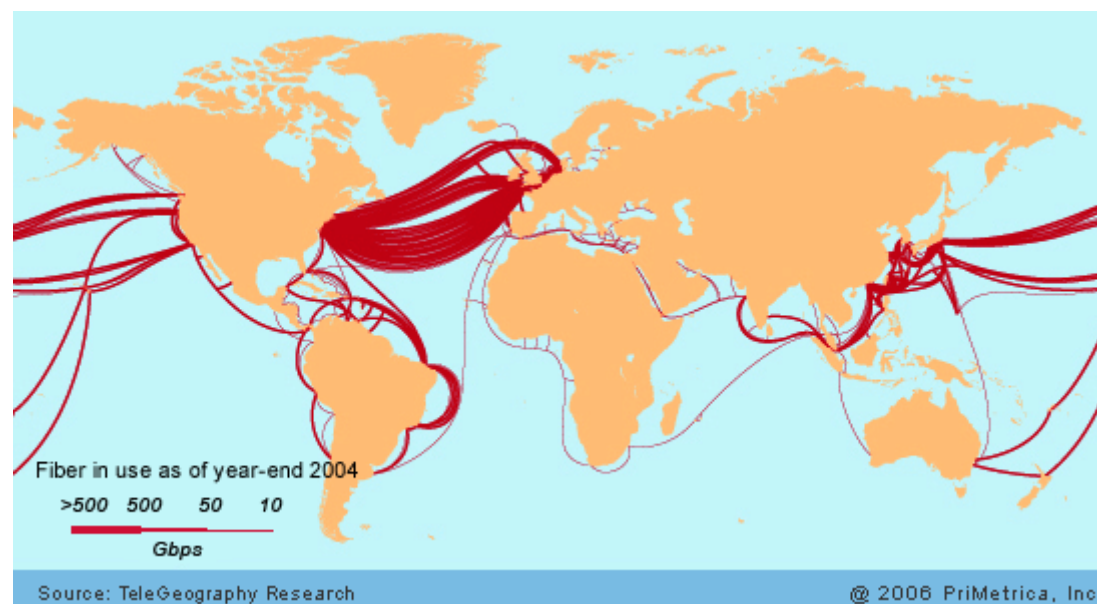 Fiber in use as of year-end 2004
>500 500 50 10
Gbps
Source: TeleGeography Research
@ 2006 PriMetrica, Inc